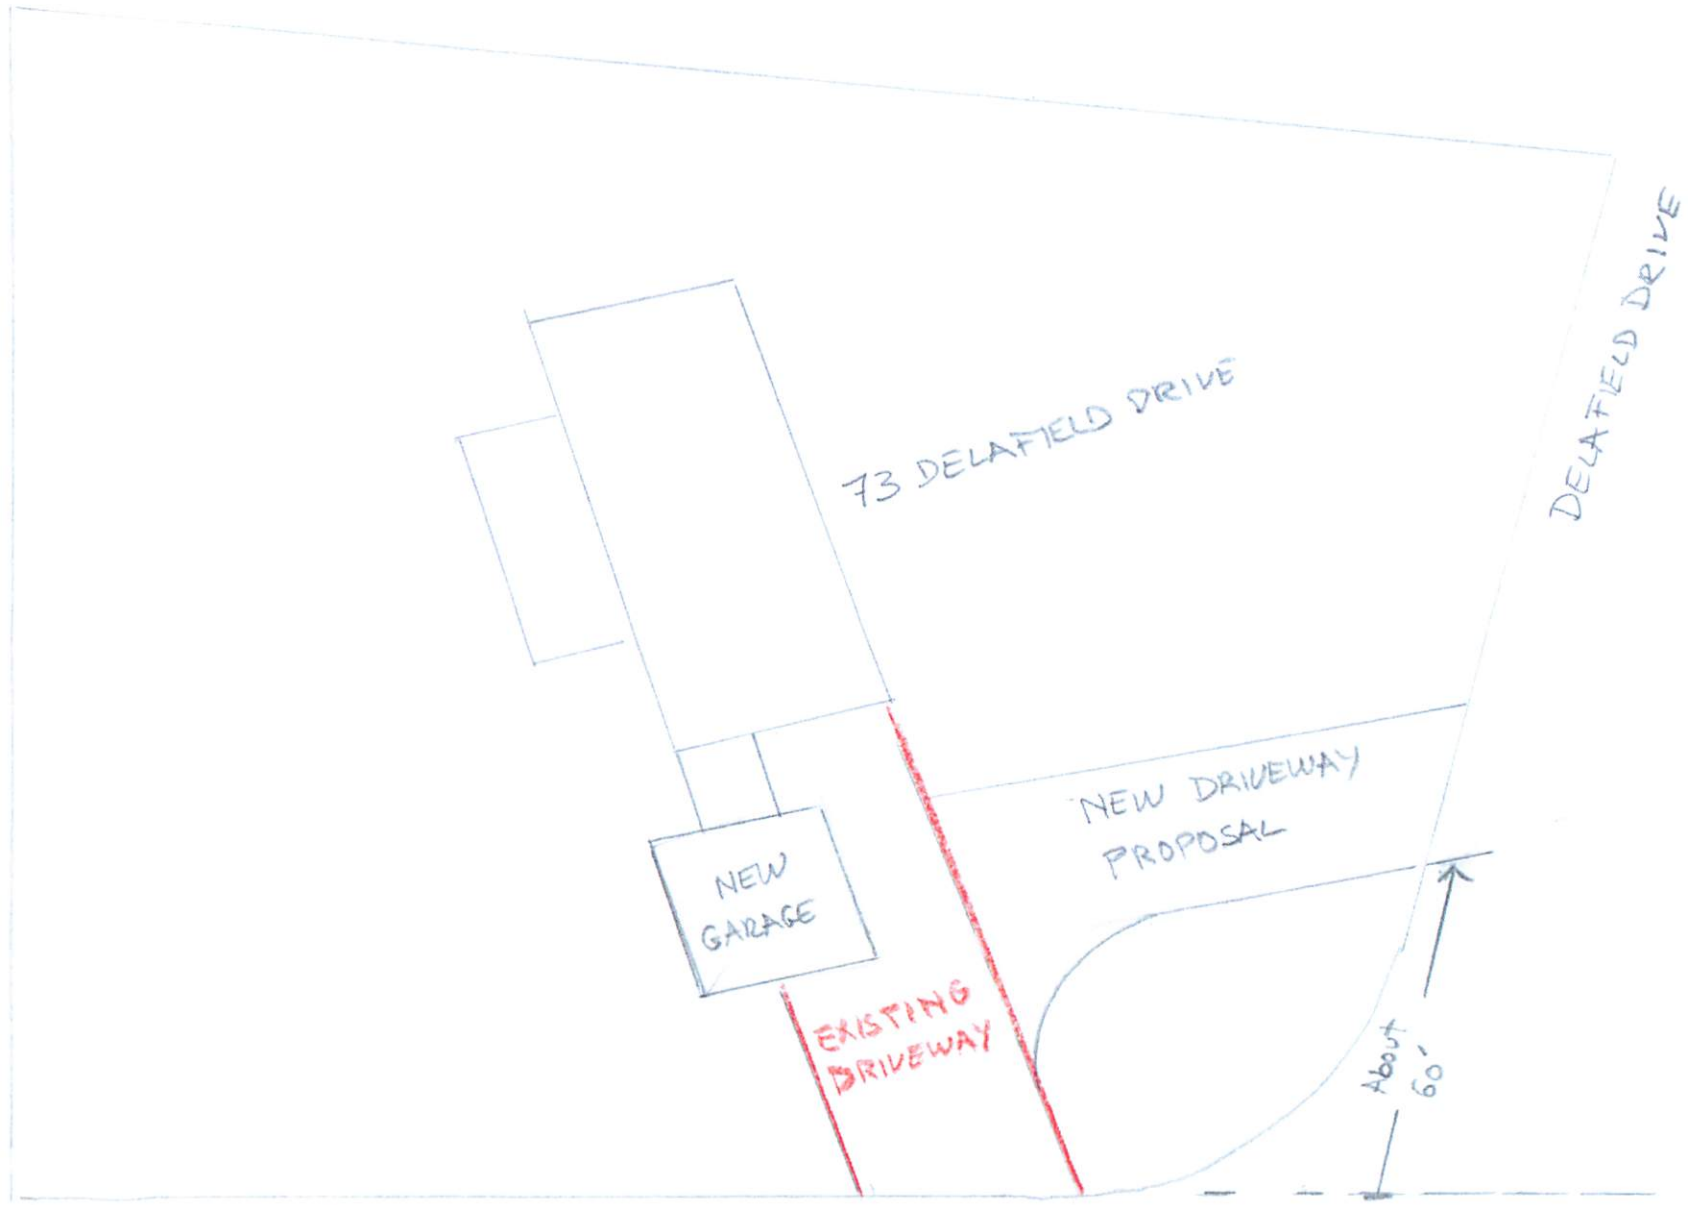 DELAFIELD DRIVE
73 DELAFIELD DRIVE
NEW DRIVEWAY
PROPOSAL
NEW
GARAGE
EXISTING
DRIVEWAY
About
60'